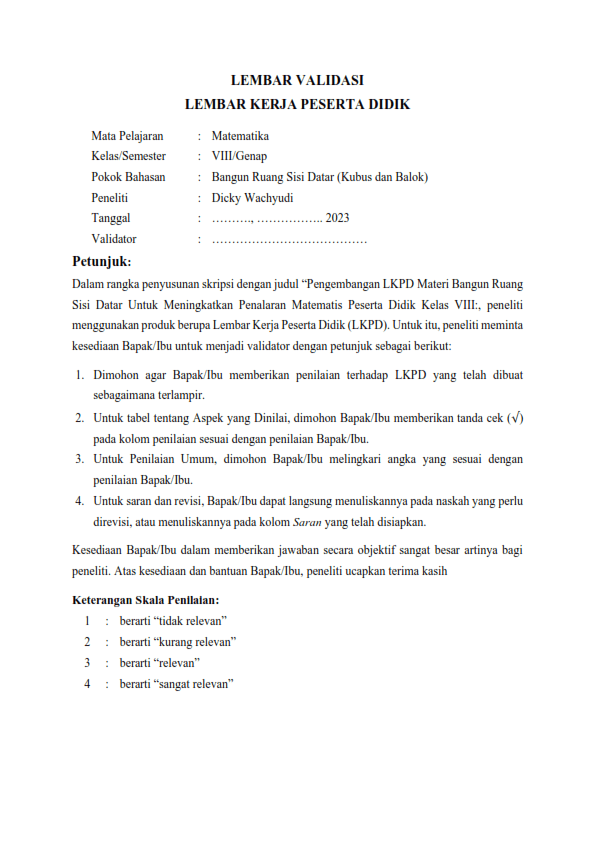 LEMBAR VALIDASI
LEMBAR KERJA PESERTA DIDIK
Mata Pelajaran : Matematika
Kelas/Semester : VIII/Genap
Pokok Bahasan : Bangun Ruang Sisi Datar (Kubus dan Balok)
Peneliti : Dicky Wachyudi
Tanggal : ………., …………….. 2023
Validator : …………………………………
Petunjuk:
Dalam rangka penyusunan skripsi dengan judul “Pengembangan LKPD Materi Bangun Ruang
Sisi Datar Untuk Meningkatkan Penalaran Matematis Peserta Didik Kelas VIII:, peneliti
menggunakan produk berupa Lembar Kerja Peserta Didik (LKPD). Untuk itu, peneliti meminta
kesediaan Bapak/Ibu untuk menjadi validator dengan petunjuk sebagai berikut:
1. Dimohon agar Bapak/Ibu memberikan penilaian terhadap LKPD yang telah dibuat
sebagaimana terlampir.
2. Untuk tabel tentang Aspek yang Dinilai, dimohon Bapak/Ibu memberikan tanda cek (√)
pada kolom penilaian sesuai dengan penilaian Bapak/Ibu.
3. Untuk Penilaian Umum, dimohon Bapak/Ibu melingkari angka yang sesuai dengan
penilaian Bapak/Ibu.
4. Untuk saran dan revisi, Bapak/Ibu dapat langsung menuliskannya pada naskah yang perlu
direvisi, atau menuliskannya pada kolom Saran yang telah disiapkan.
Kesediaan Bapak/Ibu dalam memberikan jawaban secara objektif sangat besar artinya bagi
peneliti. Atas kesediaan dan bantuan Bapak/Ibu, peneliti ucapkan terima kasih
Keterangan Skala Penilaian:
1 : berarti “tidak relevan”
2 : berarti “kurang relevan”
3 : berarti “relevan”
4 : berarti “sangat relevan”